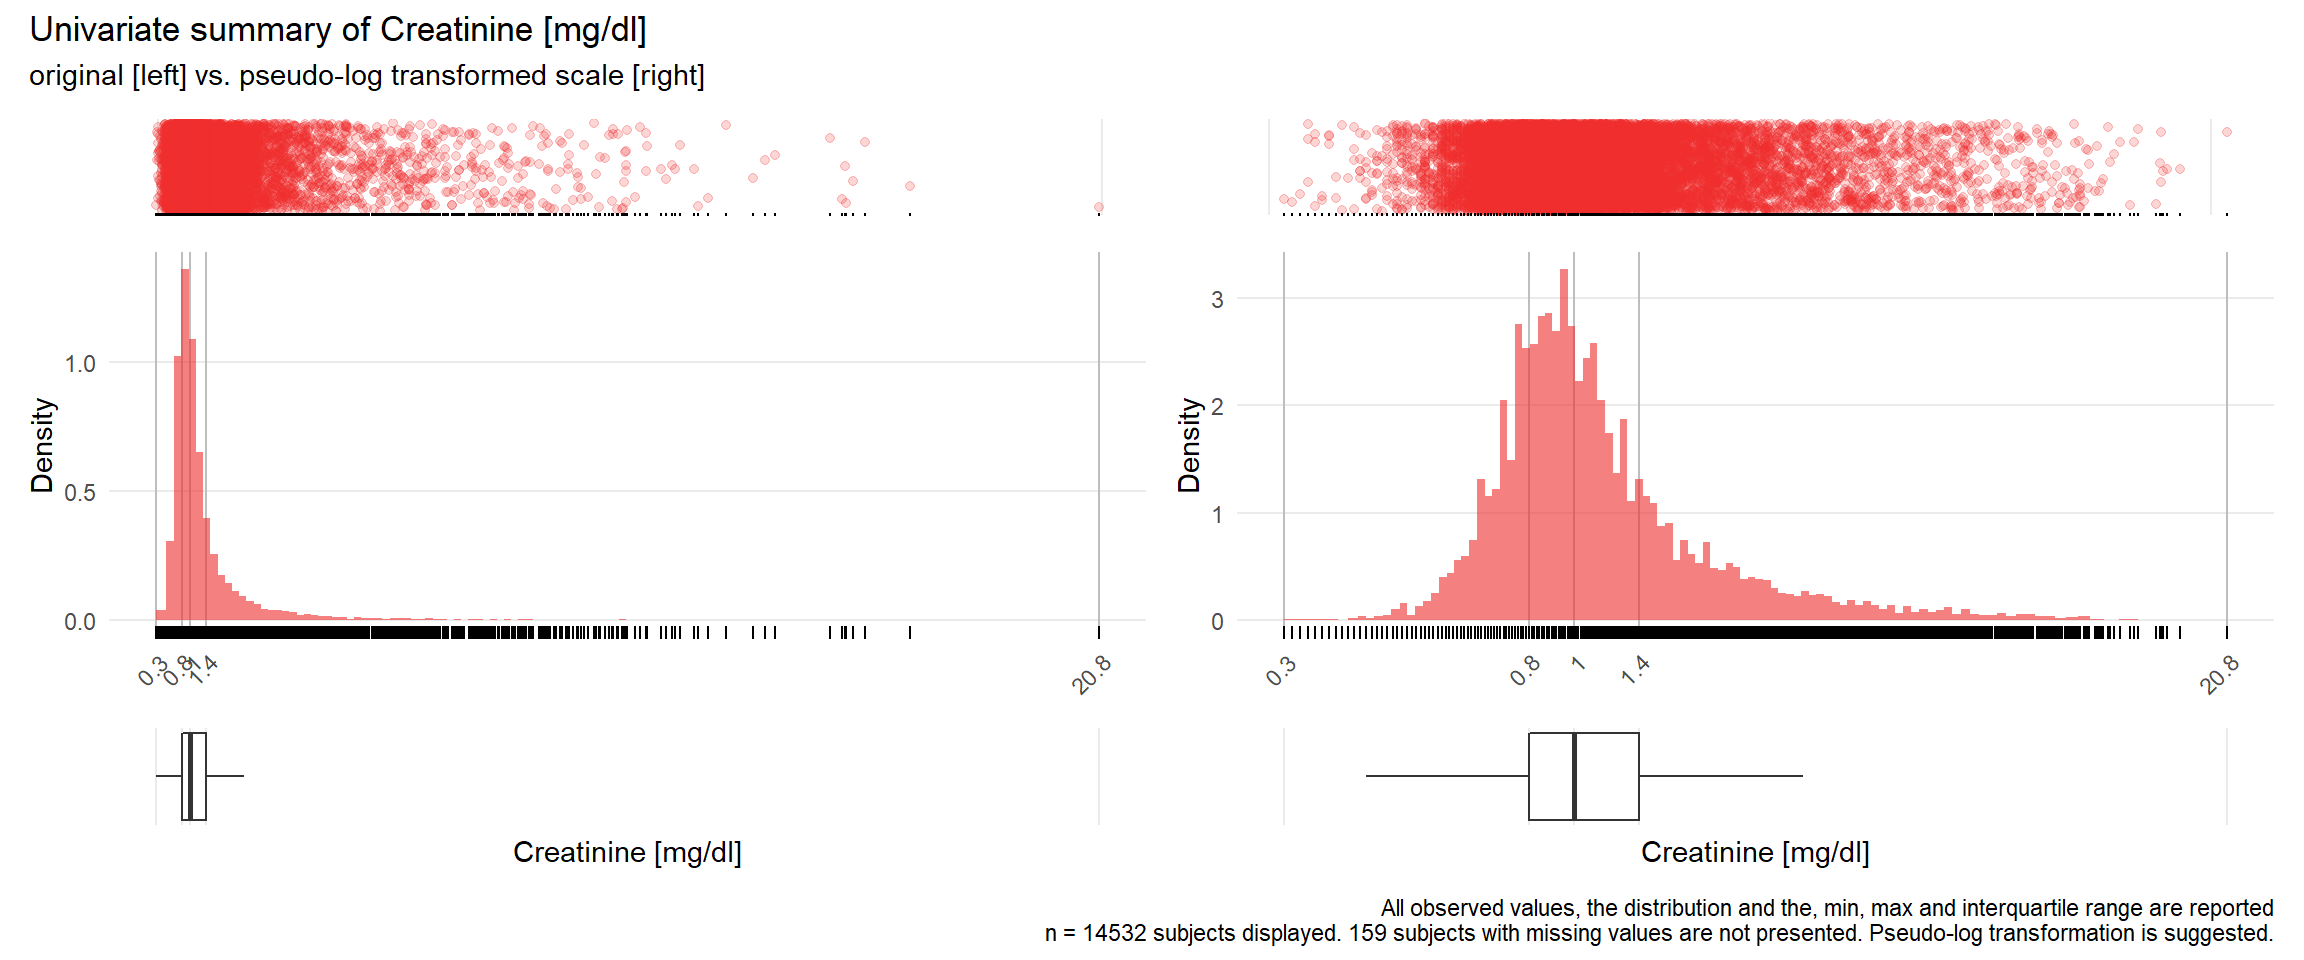 Univariate summary of Creatinine [mg/dl]
original [left] vs. pseudo-log transformed scale [right]
Density
1.0
0.5
0.0
0.3
0.8
1
1.4
20.8
Creatinine [mg/dl]
Density
3
2
1
0
0.3
0.8
1
1.4
20.8
Creatinine [mg/dl]
All observed values, the distribution and the, min, max and interquartile range are reported
n = 14532 subjects displayed. 159 subjects with missing values are not presented. Pseudo-log transformation is suggested.